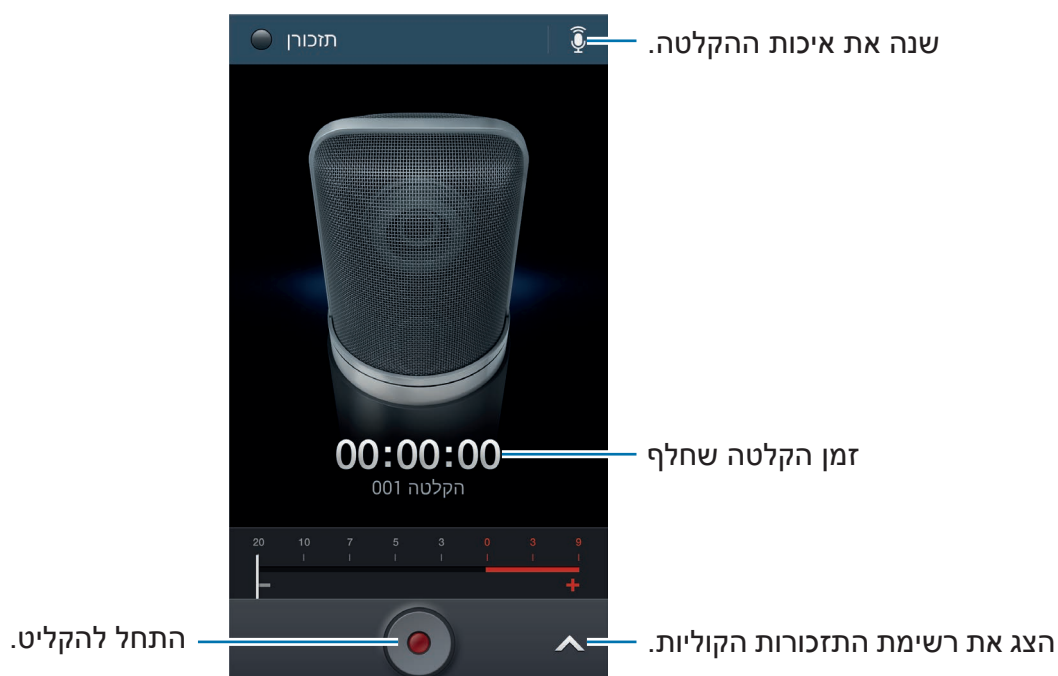 תזכורן
שנה את איכות ההקלטה.
00:00:00
זמן הקלטה שחלף
הקלטה 001
20 10 7 5 3 0 3 9
- +
התחל להקליט.
הצג את רשימת התזכורות הקוליות.